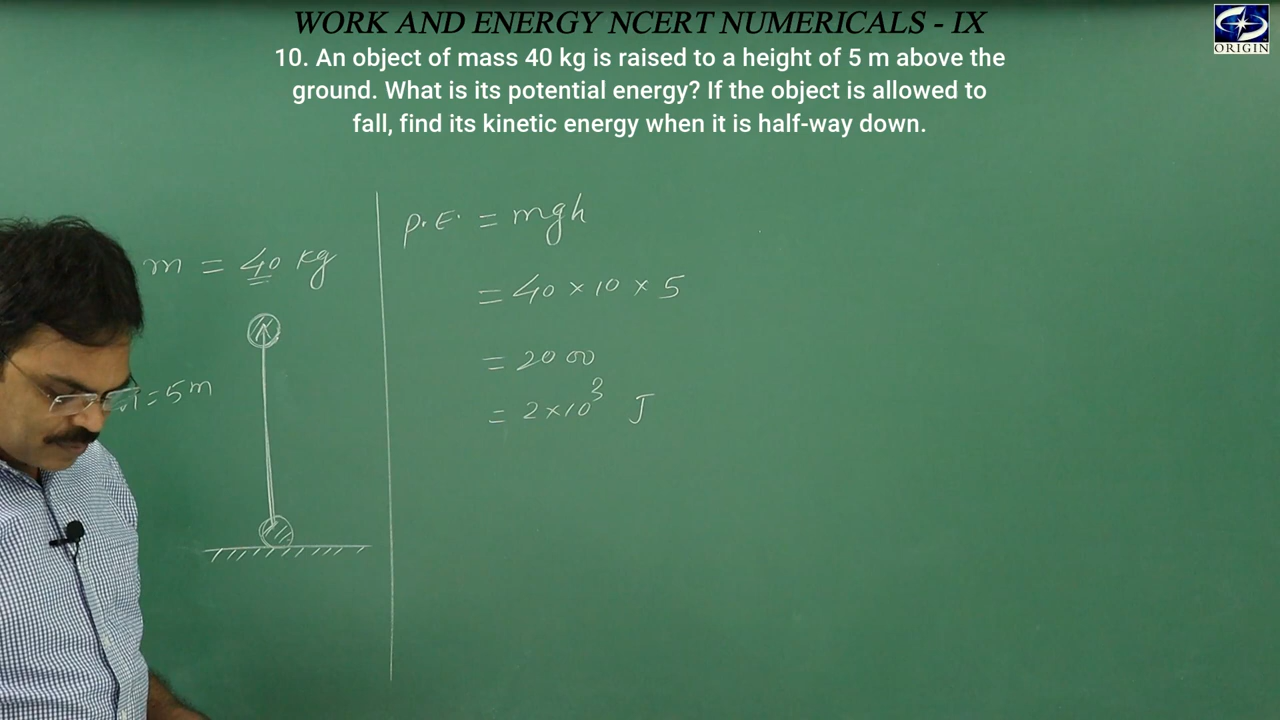 WORK AND ENERGY NCERT NUMERICALS - IX
ORIGIN
10. An object of mass 40 kg is raised to a height of 5 m above the
ground. What is its potential energy? If the object is allowed to
fall, find its kinetic energy when it is half-way down.
m = 40 kg
= 5 m
P.E. = mgh
= 40 × 10 × 5
= 2000
= 2×10³ J